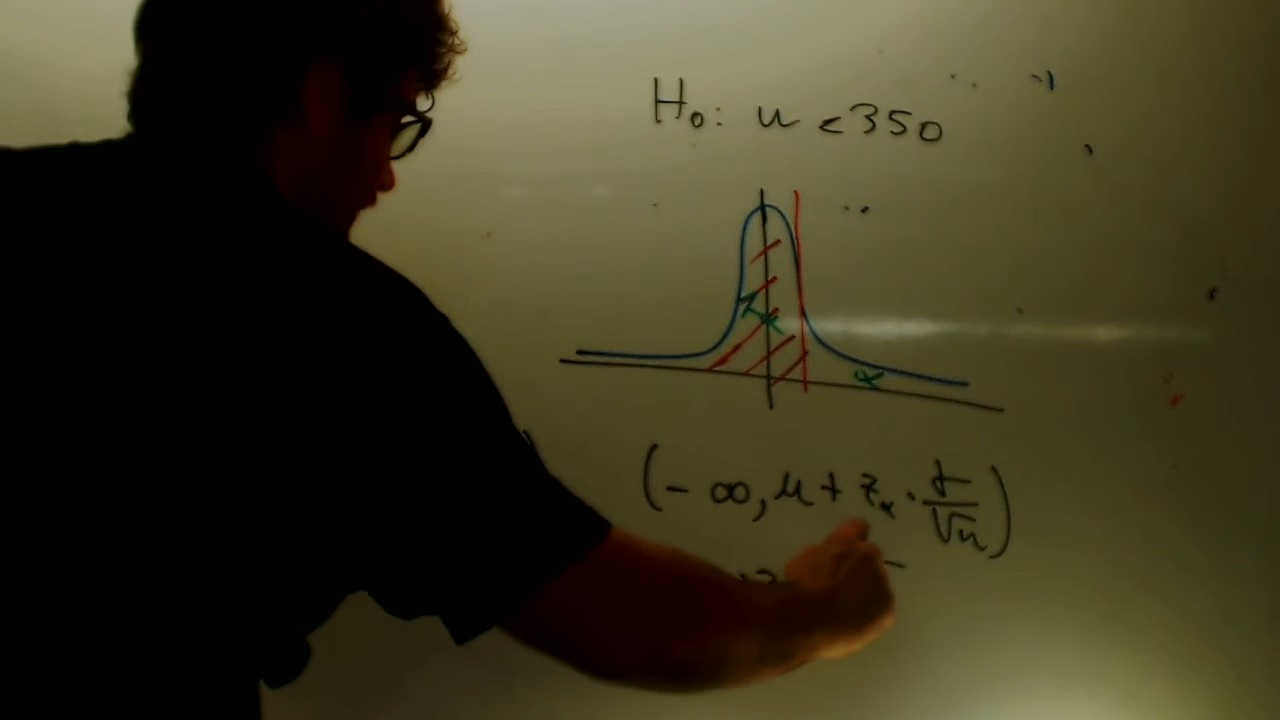 H₀: u < 350
α
(-∞, μ + z_α · σ/√n)